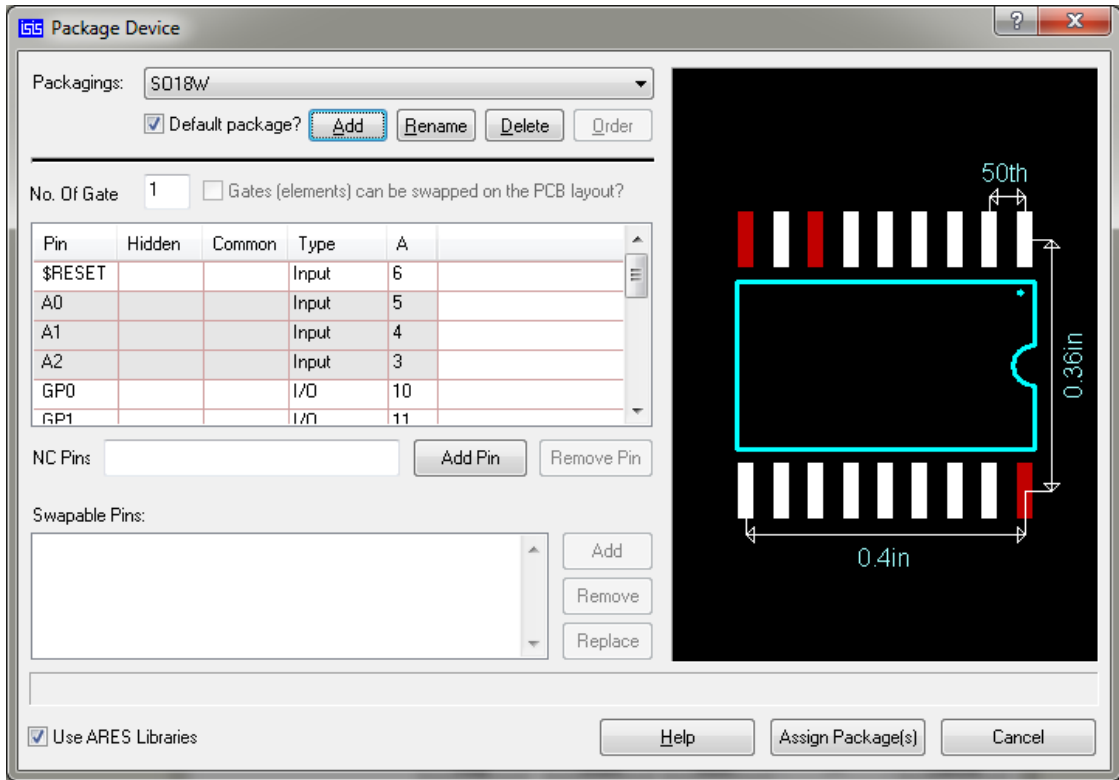 isis Package Device
Packagings: SO18W
Default package? Add Rename Delete Order
No. Of Gate 1 Gates (elements) can be swapped on the PCB layout?
Pin Hidden Common Type A
$RESET Input 6
A0 Input 5
A1 Input 4
A2 Input 3
GP0 I/O 10
GP1 I/O 11
NC Pins Add Pin Remove Pin
Swapable Pins:
Add
Remove
Replace
50th
0.36in
0.4in
Use ARES Libraries Help Assign Package(s) Cancel